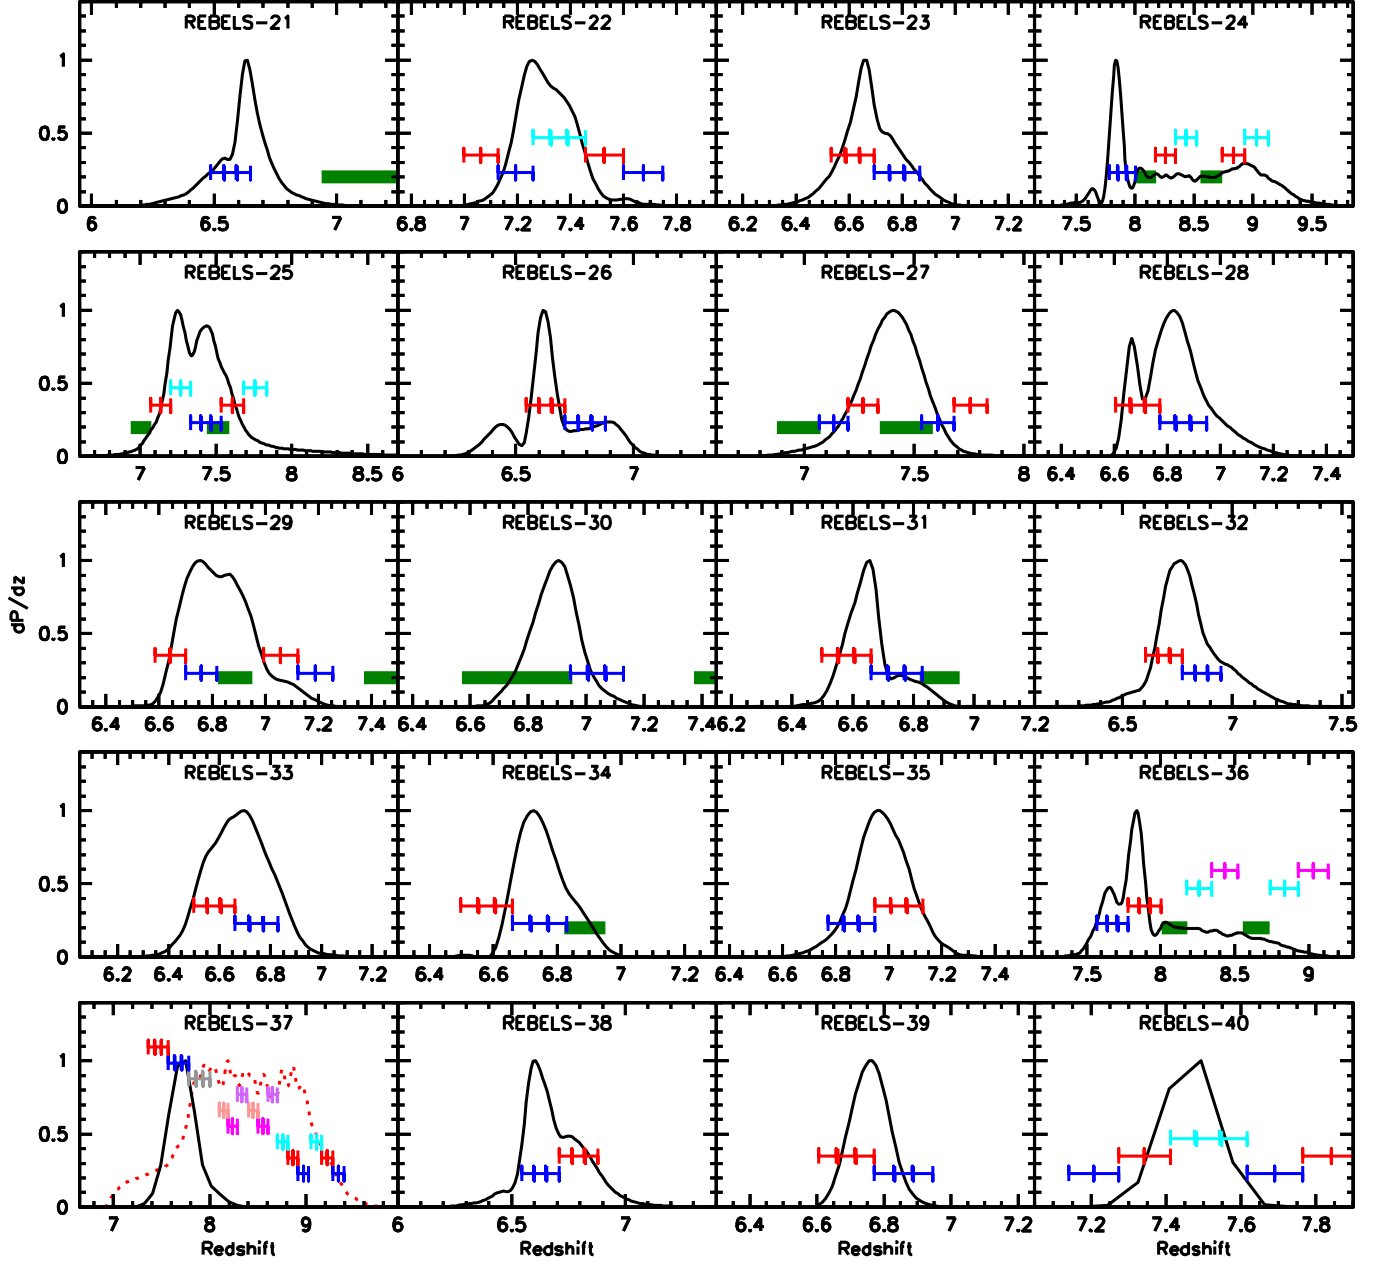 REBELS-21 REBELS-22 REBELS-23 REBELS-24
1
0.5
0
6 6.5 7 6.8 7 7.2 7.4 7.6 7.8 6.2 6.4 6.6 6.8 7 7.2 7.5 8 8.5 9 9.5
REBELS-25 REBELS-26 REBELS-27 REBELS-28
1
0.5
0
7 7.5 8 8.5 6 6.5 7 7 7.5 8 6.4 6.6 6.8 7 7.2 7.4
REBELS-29 REBELS-30 REBELS-31 REBELS-32
1
dP/dz
0.5
0
6.4 6.6 6.8 7 7.2 7.4 6.4 6.6 6.8 7 7.2 7.4 6.2 6.4 6.6 6.8 7 7.2 6.5 7 7.5
REBELS-33 REBELS-34 REBELS-35 REBELS-36
1
0.5
0
6.2 6.4 6.6 6.8 7 7.2 6.4 6.6 6.8 7 7.2 6.4 6.6 6.8 7 7.2 7.4 7.5 8 8.5 9
REBELS-37 REBELS-38 REBELS-39 REBELS-40
1
0.5
0
7 8 9 6 6.5 7 6.4 6.6 6.8 7 7.2 7.2 7.4 7.6 7.8
Redshift Redshift Redshift Redshift